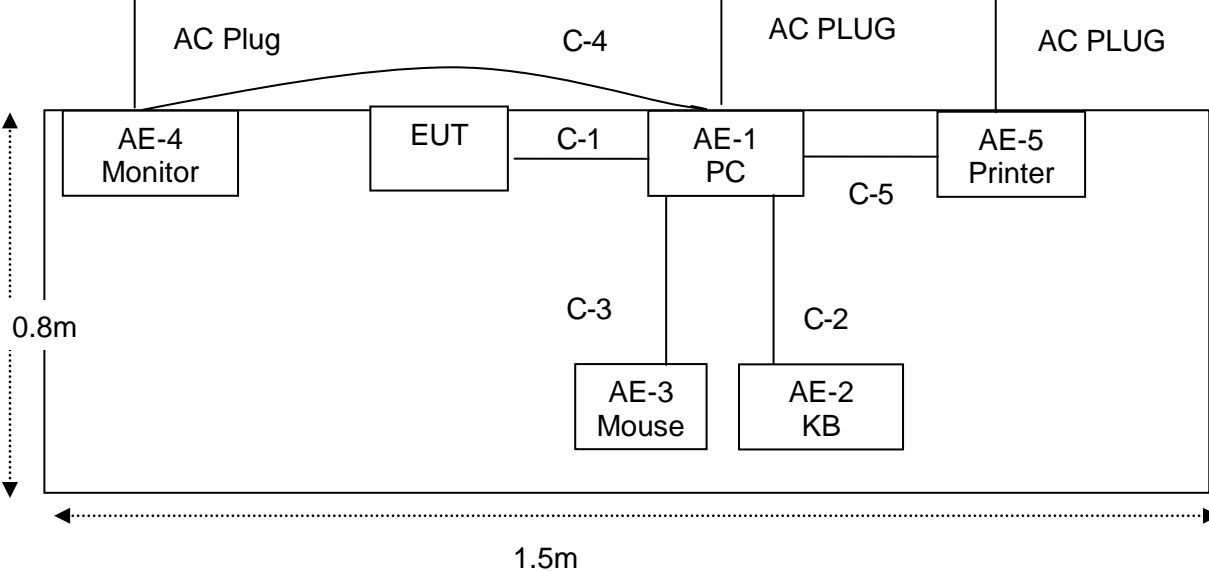 AC Plug
C-4
AC PLUG
AC PLUG
AE-4
Monitor
EUT
C-1
AE-1
PC
C-5
AE-5
Printer
C-3
C-2
0.8m
AE-3
Mouse
AE-2
KB
1.5m